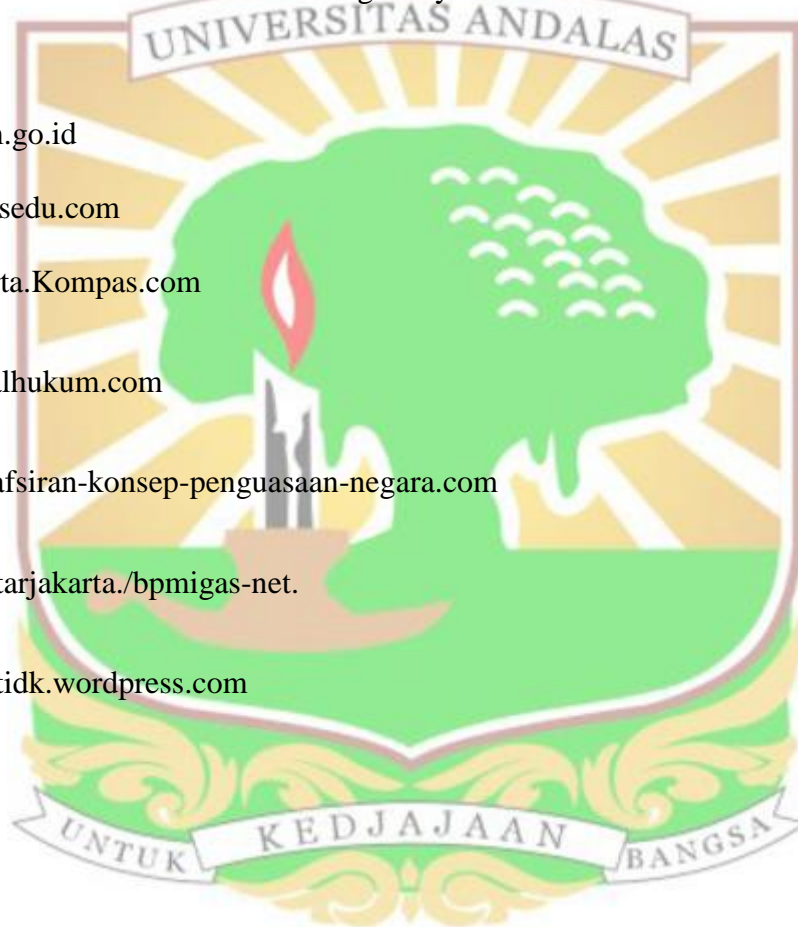 UNIVERSITAS ANDALAS
n.go.id
sedu.com
ta.Kompas.com
alhukum.com
afsiran-konsep-penguasaan-negara.com
tarjakarta./bpmigas-net.
tidk.wordpress.com
UNTUK KEDJAJAAN BANGSA